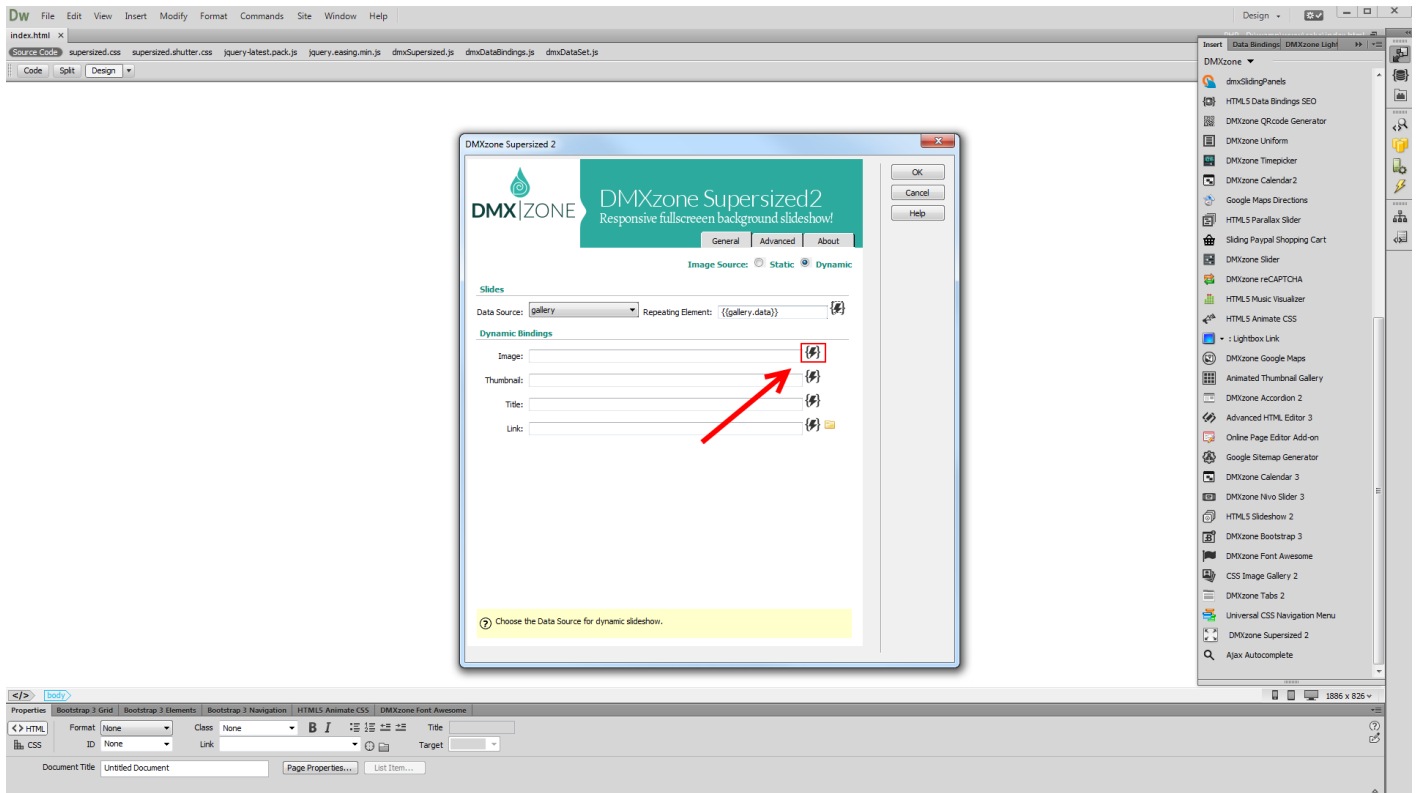 Dw File Edit View Insert Modify Format Commands Site Window Help Design
index.html ×
Source Code supersized.css supersized.shutter.css jquery-latest.pack.js jquery.easing.min.js dmxSupersized.js dmxDataBindings.js dmxDataSet.js
Code Split Design
Insert Data Bindings DMXzone Light
DMXzone
dmxSlidingPanels
HTML5 Data Bindings SEO
DMXzone QRcode Generator
DMXzone Uniform
DMXzone Timepicker
DMXzone Calendar2
Google Maps Directions
HTML5 Parallax Slider
Sliding Paypal Shopping Cart
DMXzone Slider
DMXzone reCAPTCHA
HTML5 Music Visualizer
HTML5 Animate CSS
: Lightbox Link
DMXzone Google Maps
Animated Thumbnail Gallery
DMXzone Accordion 2
Advanced HTML Editor 3
Online Page Editor Add-on
Google Sitemap Generator
DMXzone Calendar 3
DMXzone Nivo Slider 3
HTML5 Slideshow 2
DMXzone Bootstrap 3
DMXzone Font Awesome
CSS Image Gallery 2
DMXzone Tabs 2
Universal CSS Navigation Menu
DMXzone Supersized 2
Ajax Autocomplete
DMXzone Supersized 2
DMX|ZONE
DMXzone Supersized2
Responsive fullscreeen background slideshow!
General Advanced About
OK
Cancel
Help
Image Source: Static Dynamic
Slides
Data Source: gallery Repeating Element: {{gallery.data}}
Dynamic Bindings
Image:
Thumbnail:
Title:
Link:
Choose the Data Source for dynamic slideshow.
</> body 1886 x 826
Properties Bootstrap 3 Grid Bootstrap 3 Elements Bootstrap 3 Navigation HTML5 Animate CSS DMXzone Font Awesome
<> HTML Format None Class None B I Title
CSS ID None Link Target
Document Title Untitled Document Page Properties... List Item...